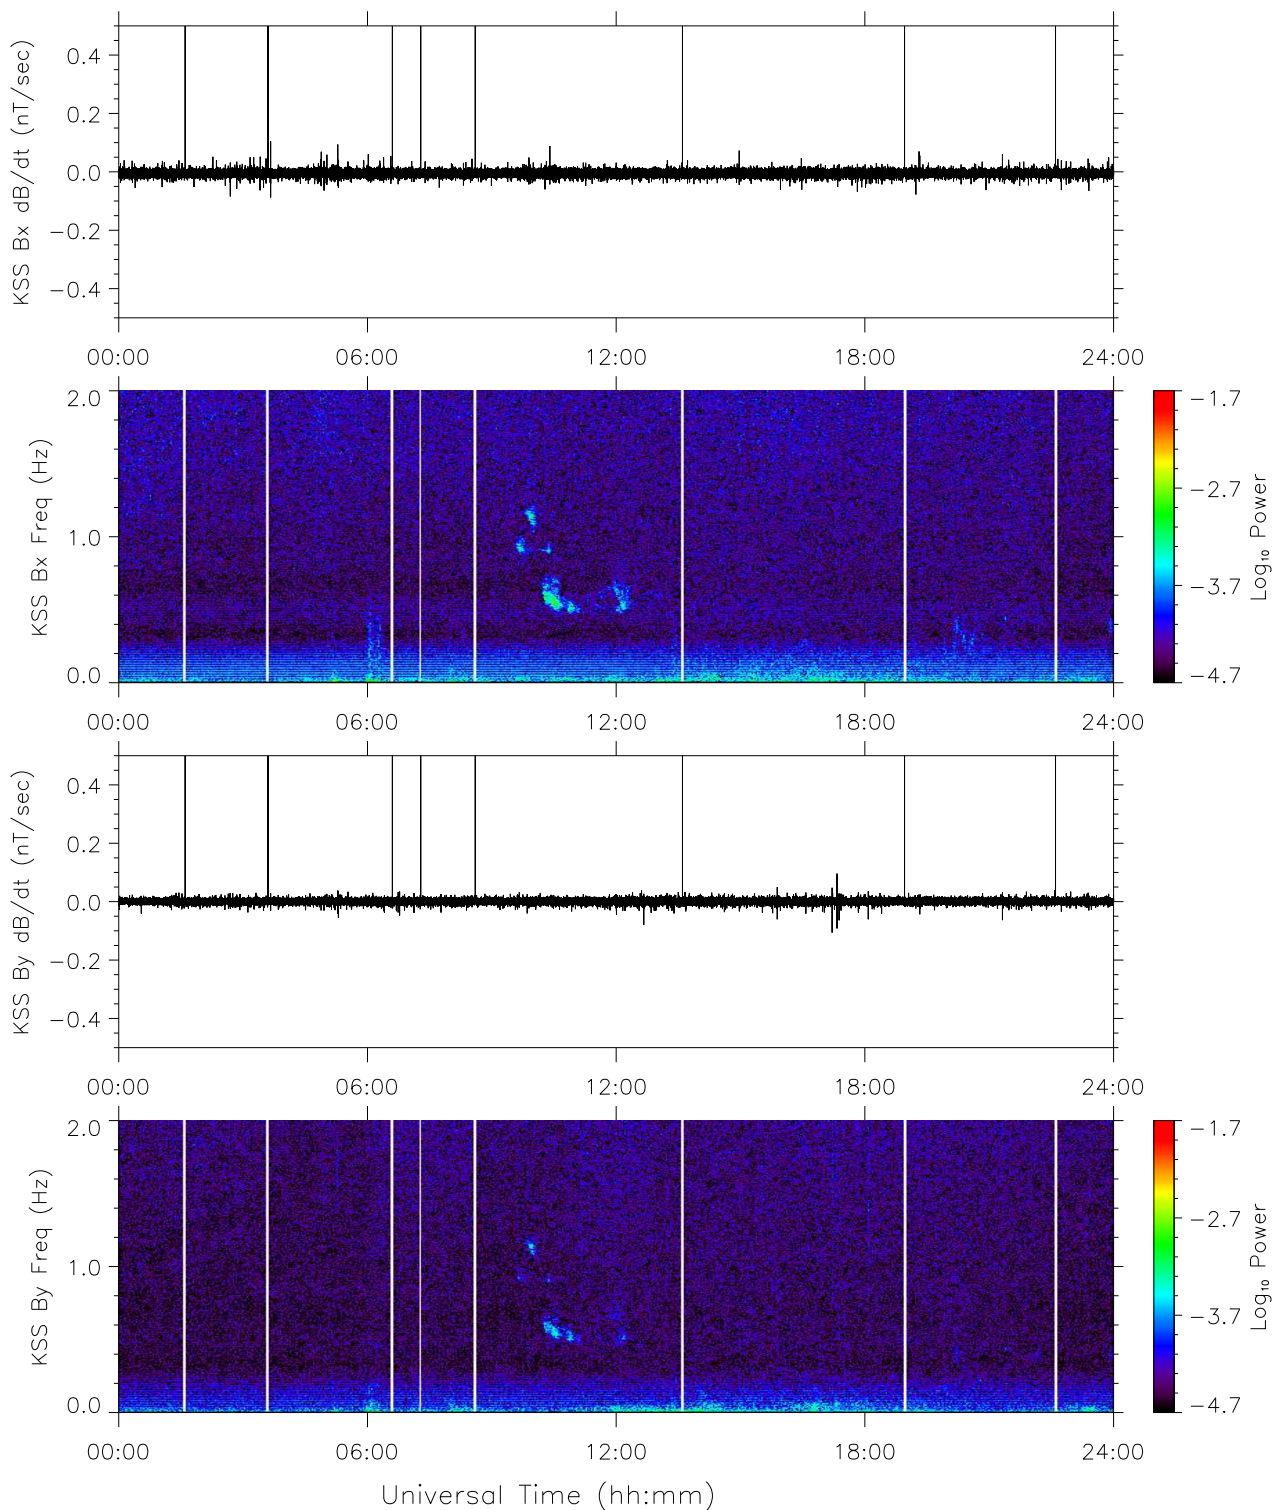 KSS Bx dB/dt (nT/sec)
0.4
0.2
0.0
−0.2
−0.4
00:00 06:00 12:00 18:00 24:00
KSS Bx Freq (Hz)
2.0
1.0
0.0
−1.7
−2.7
−3.7
−4.7
Log₁₀ Power
00:00 06:00 12:00 18:00 24:00
KSS By dB/dt (nT/sec)
0.4
0.2
0.0
−0.2
−0.4
00:00 06:00 12:00 18:00 24:00
KSS By Freq (Hz)
2.0
1.0
0.0
−1.7
−2.7
−3.7
−4.7
Log₁₀ Power
00:00 06:00 12:00 18:00 24:00
Universal Time (hh:mm)